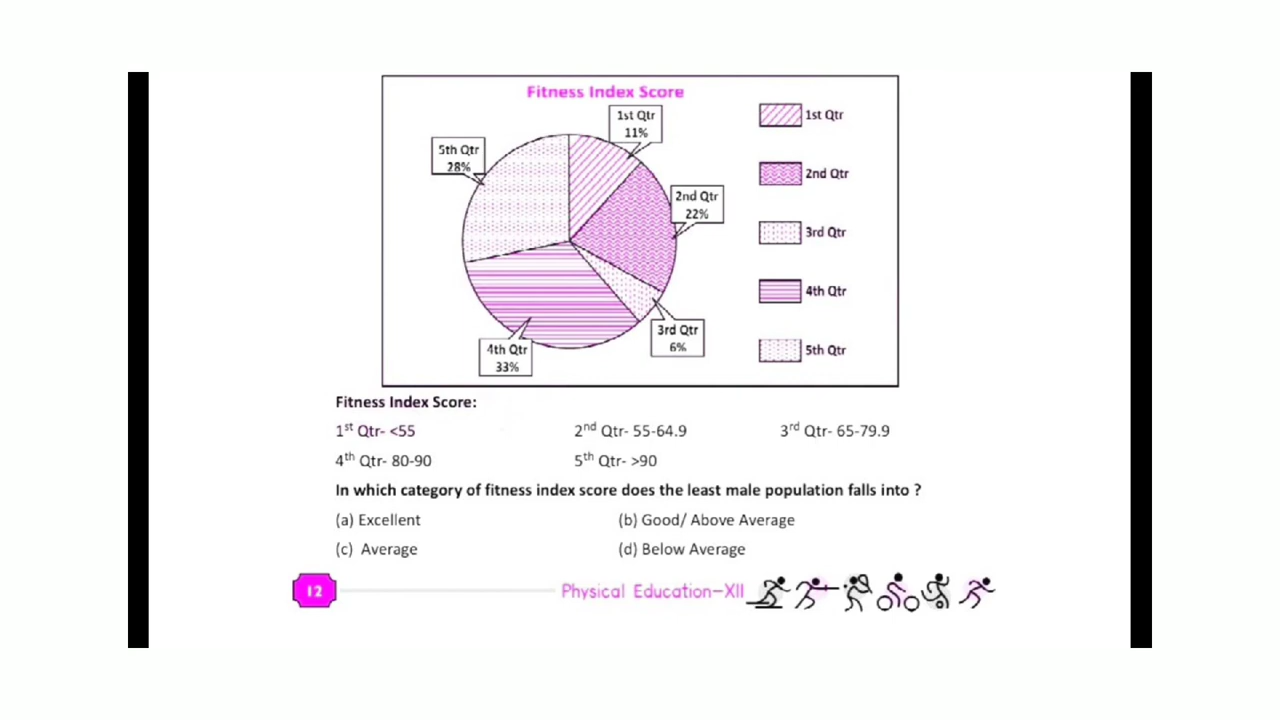 Fitness Index Score
1st Qtr
11%
1st Qtr
5th Qtr
28%
2nd Qtr
2nd Qtr
22%
3rd Qtr
4th Qtr
3rd Qtr
6%
4th Qtr
33%
5th Qtr
Fitness Index Score:
1st Qtr- <55 2nd Qtr- 55-64.9 3rd Qtr- 65-79.9
4th Qtr- 80-90 5th Qtr- >90
In which category of fitness index score does the least male population falls into ?
(a) Excellent (b) Good/ Above Average
(c) Average (d) Below Average
12 Physical Education–XII